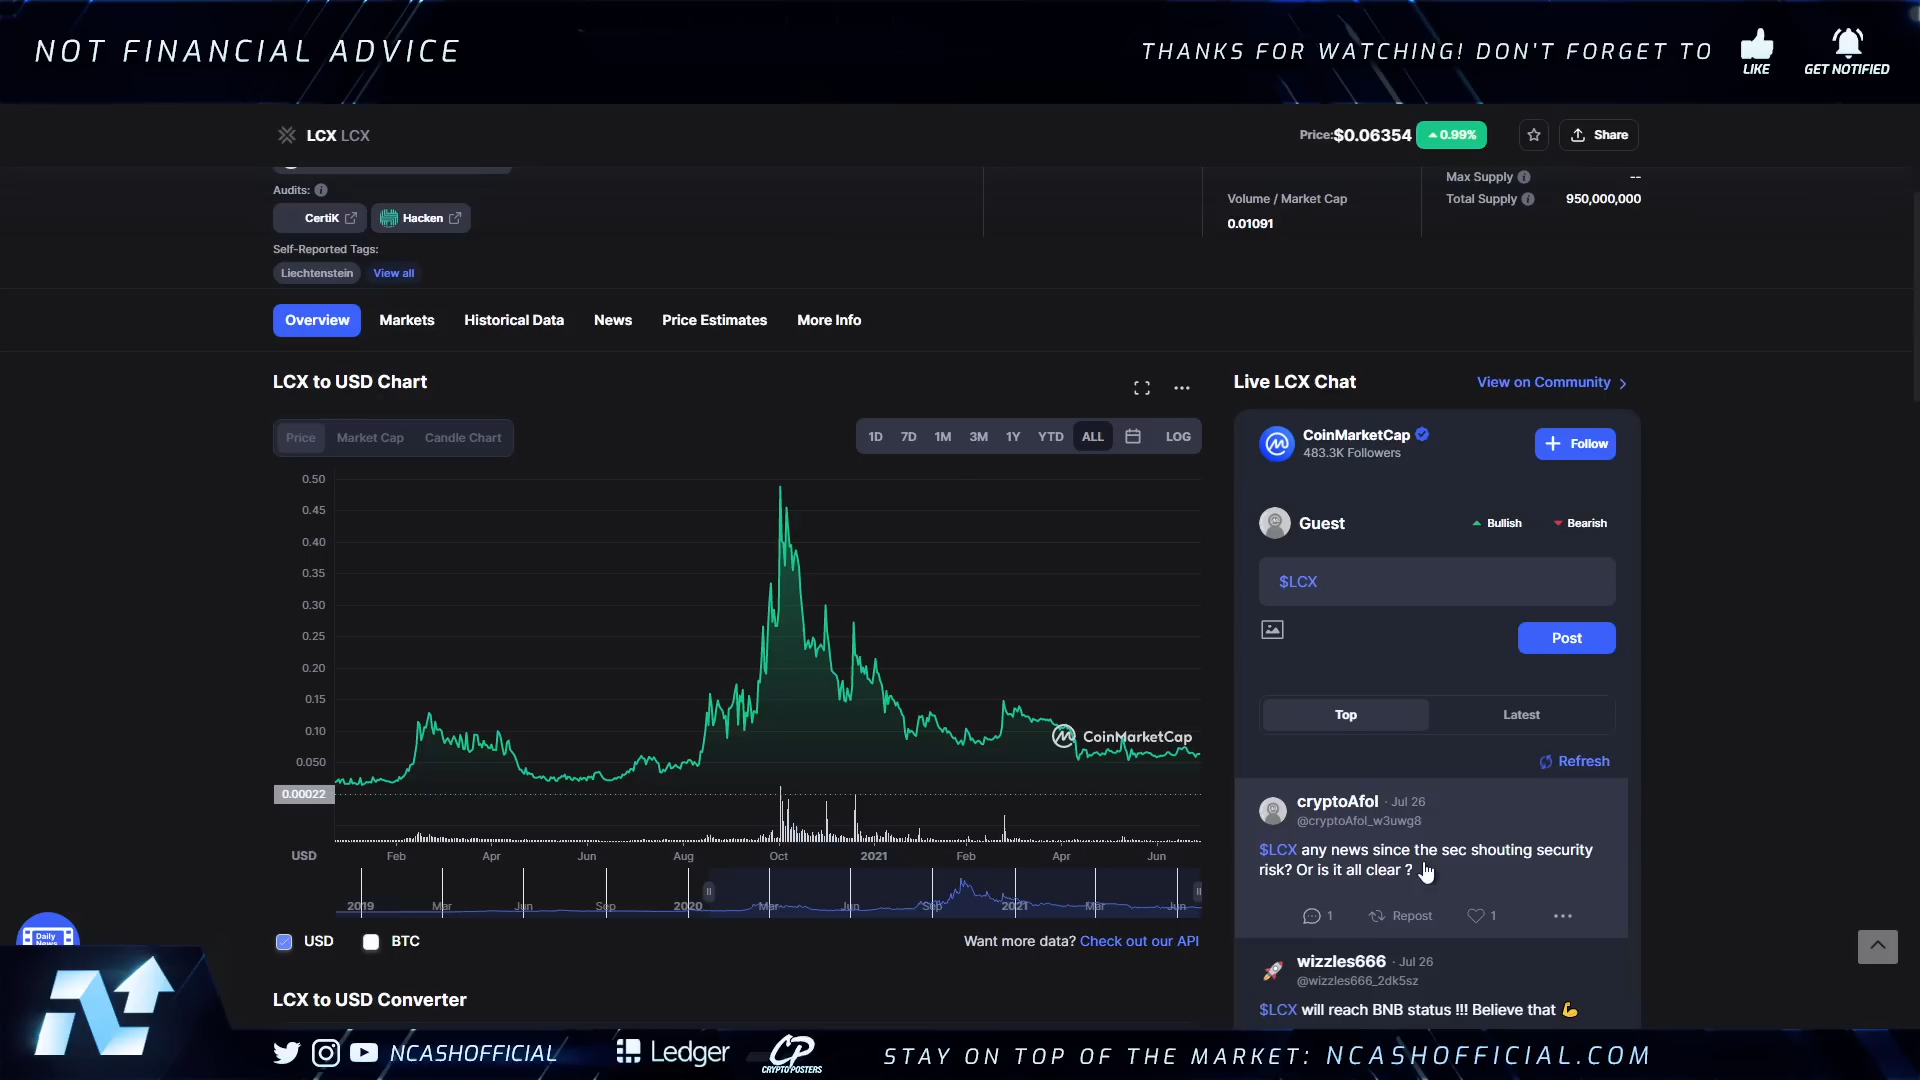 NOT FINANCIAL ADVICE
THANKS FOR WATCHING! DON'T FORGET TO
LIKE
GET NOTIFIED
LCX LCX
Price:$0.06354
0.99%
Share
Audits:
CertiK
Hacken
Self-Reported Tags:
Liechtenstein
View all
Volume / Market Cap
0.01091
Max Supply
--
Total Supply
950,000,000
Overview
Markets
Historical Data
News
Price Estimates
More Info
LCX to USD Chart
Price
Market Cap
Candle Chart
1D
7D
1M
3M
1Y
YTD
ALL
LOG
0.50
0.45
0.40
0.35
0.30
0.25
0.20
0.15
0.10
0.050
0.00022
CoinMarketCap
USD
Feb
Apr
Jun
Aug
Oct
2021
Feb
Apr
Jun
2019
Mar
Jun
Sep
2020
Mar
Jun
Sep
2021
Mar
Jun
USD
BTC
Want more data? Check out our API
LCX to USD Converter
Live LCX Chat
View on Community
CoinMarketCap
483.3K Followers
Follow
Guest
Bullish
Bearish
$LCX
Post
Top
Latest
Refresh
cryptoAfol · Jul 26
@cryptoAfol_w3uwg8
$LCX any news since the sec shouting security
risk? Or is it all clear ?
1
Repost
1
wizzles666 · Jul 26
@wizzles666_2dk5sz
$LCX will reach BNB status !!! Believe that 💪
Daily
News
NCASHOFFICIAL
Ledger
CP
CRYPTOPOSTERS
STAY ON TOP OF THE MARKET: NCASHOFFICIAL.COM